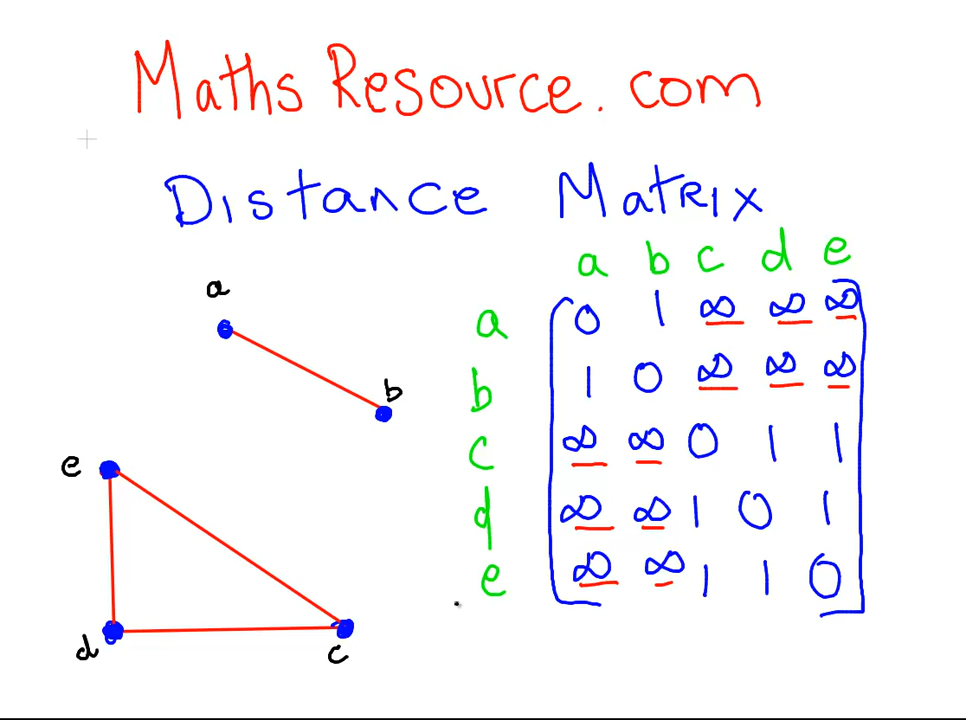 Maths Resource.com
Distance Matrix
a b c d e
a 0 1 ∞ ∞ ∞
b 1 0 ∞ ∞ ∞
c ∞ ∞ 0 1 1
d ∞ ∞ 1 0 1
e ∞ ∞ 1 1 0
a
b
e
d
c